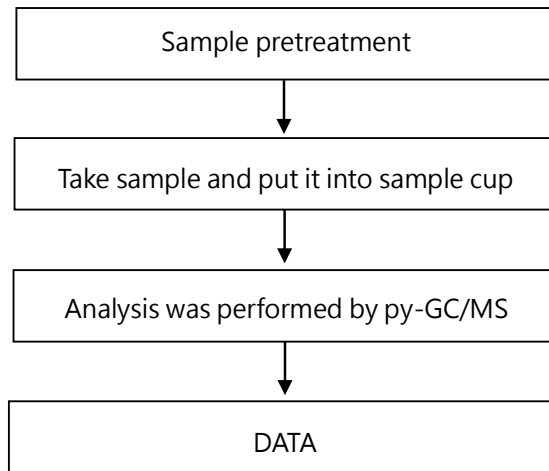 Sample pretreatment
Take sample and put it into sample cup
Analysis was performed by py-GC/MS
DATA